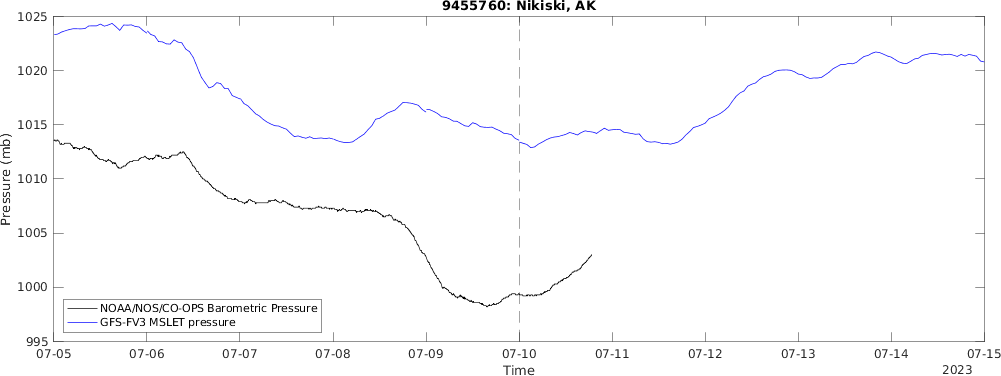 9455760: Nikiski, AK
Pressure (mb)
1025
1020
1015
1010
1005
1000
995
NOAA/NOS/CO-OPS Barometric Pressure
GFS-FV3 MSLET pressure
07-05 07-06 07-07 07-08 07-09 07-10 07-11 07-12 07-13 07-14 07-15
Time
2023